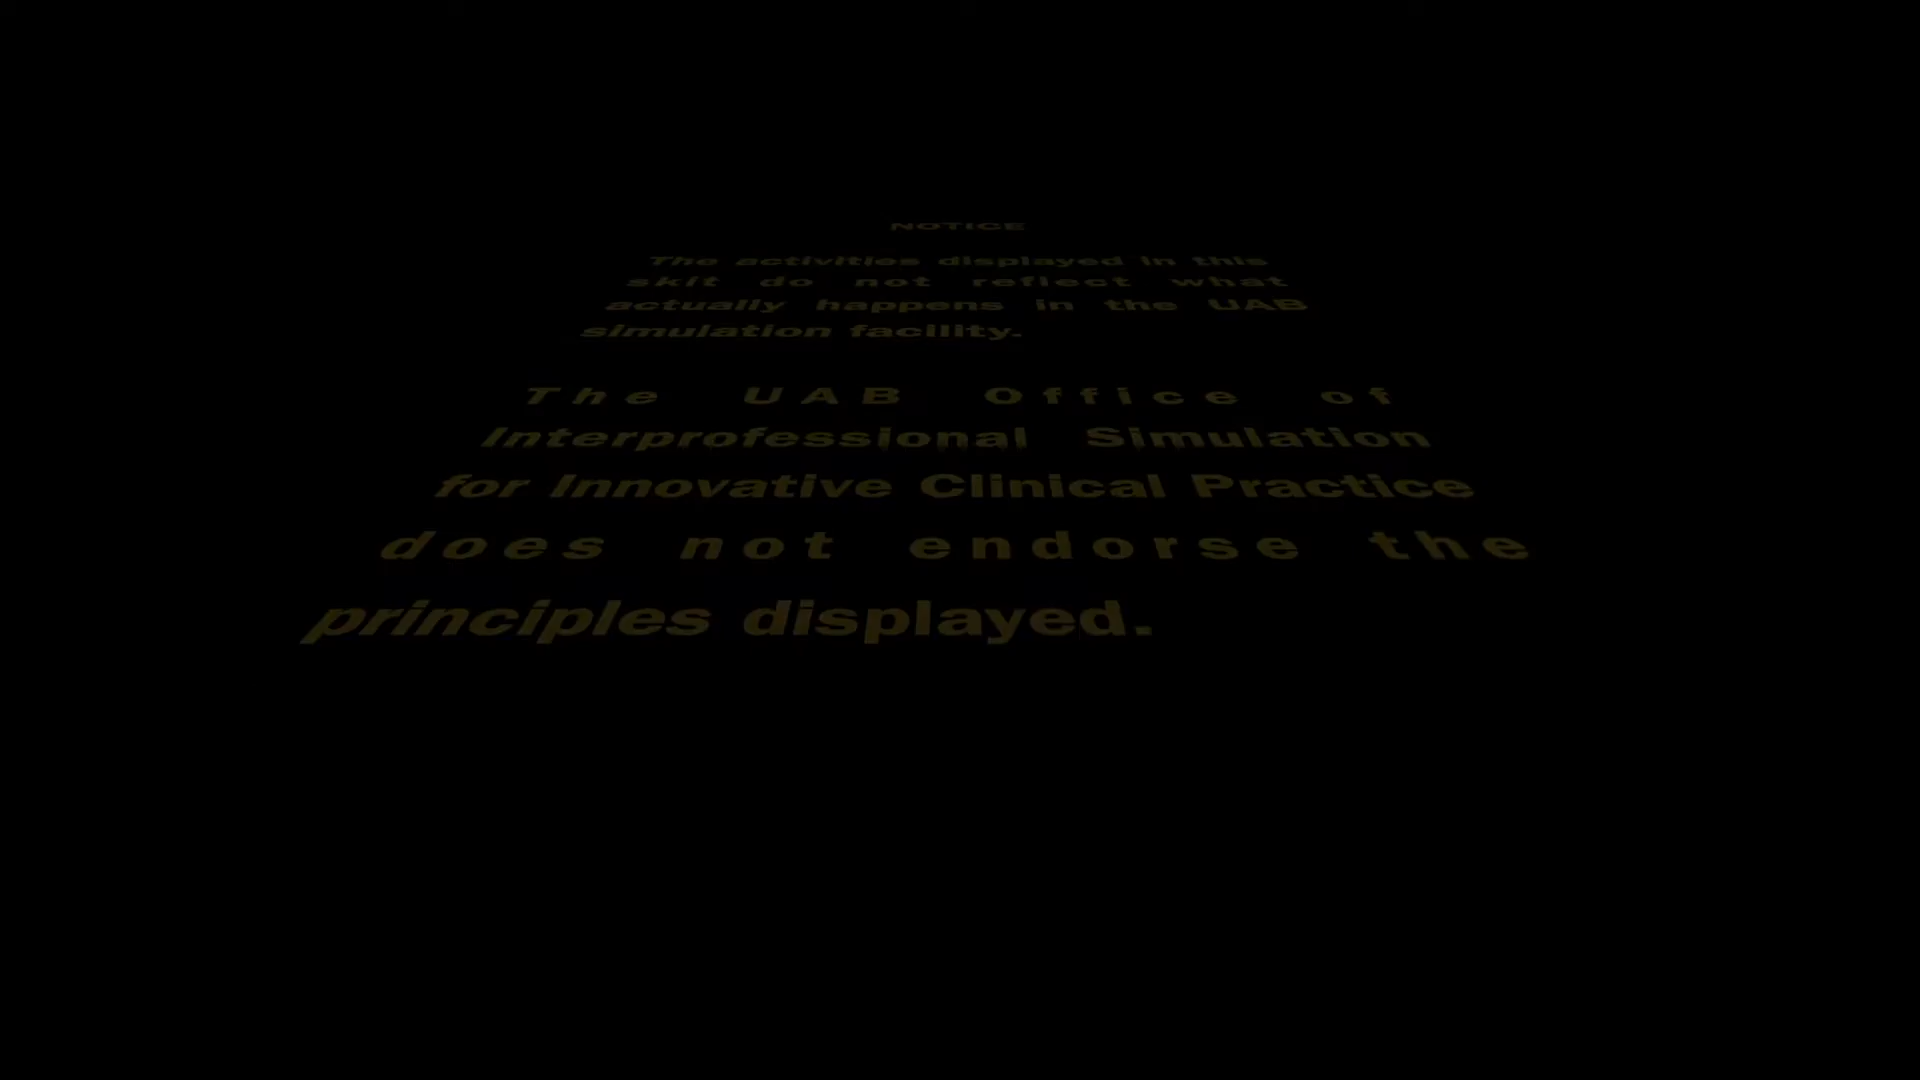 NOTICE
The activities displayed in this
skit do not reflect what
actually happens in the UAB
simulation facility.
The UAB Office of
Interprofessional Simulation
for Innovative Clinical Practice
does not endorse the
principles displayed.